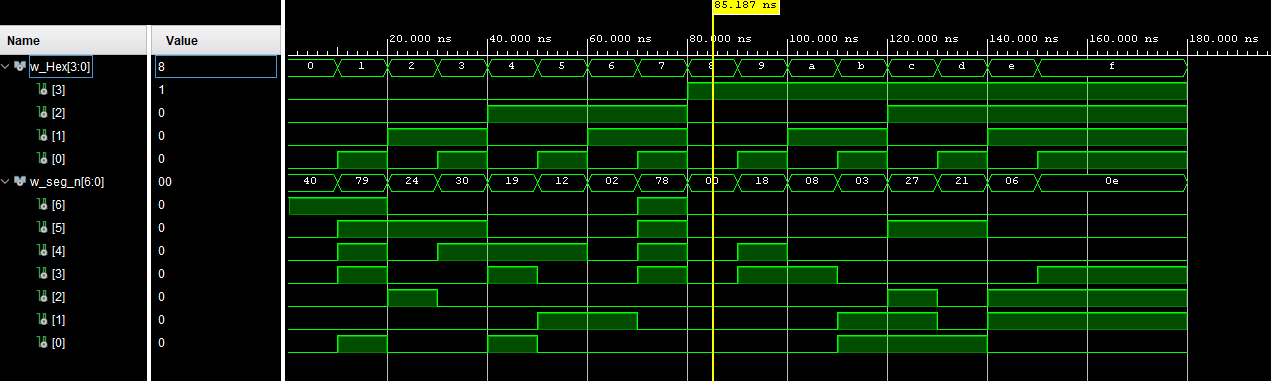 85.187 ns
Name Value
20.000 ns 40.000 ns 60.000 ns 80.000 ns 100.000 ns 120.000 ns 140.000 ns 160.000 ns 180.000 ns
w_Hex[3:0] 8 0 1 2 3 4 5 6 7 8 9 a b c d e f
[3] 1
[2] 0
[1] 0
[0] 0
w_seg_n[6:0] 00 40 79 24 30 19 12 02 78 00 18 08 03 27 21 06 0e
[6] 0
[5] 0
[4] 0
[3] 0
[2] 0
[1] 0
[0] 0